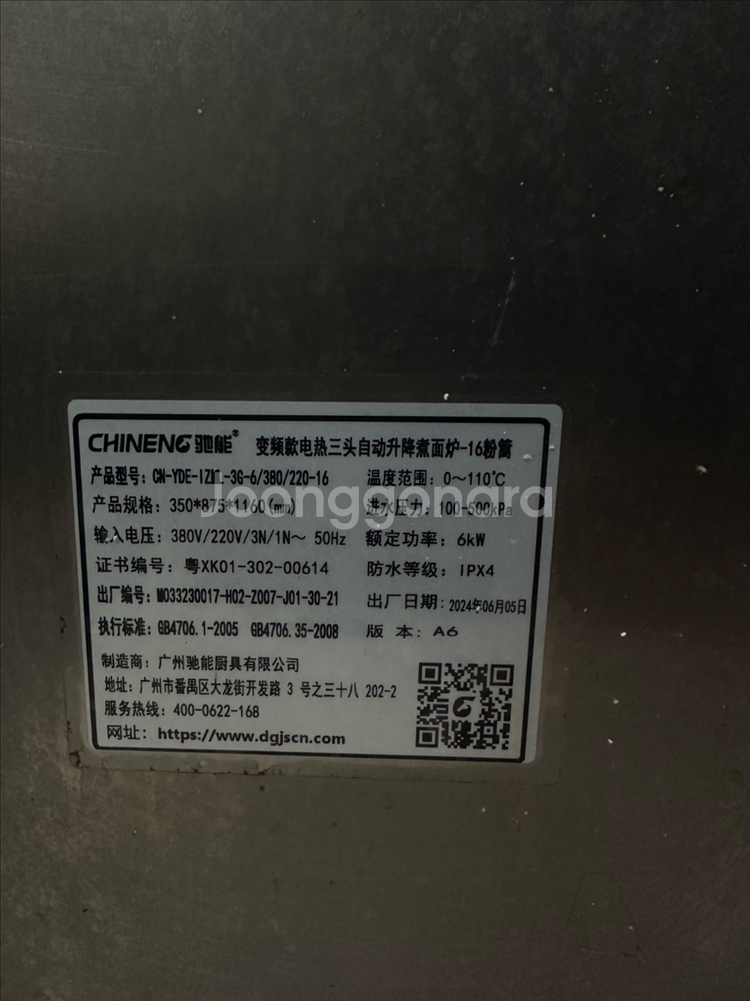 CHINENG驰能® 变频款电热三头自动升降煮面炉-16粉篱
产品型号: -3G-6/380/220-16 温度范围: 0～110℃
产品规格: 350*875*1160(mm) 进水压力: 100-500kPa
输入电压: 380V/220V/3N/1N～ 50Hz 额定功率: 6kW
证书编号: 粤XK01-302-00614 防水等级: IPX4
出厂编号: M033230017-H02-Z007-J01-30-21 出厂日期: 2024年06月05日
执行标准: GB4706.1-2005 GB4706.35-2008 版 本: A6
制造商: 广州驰能厨具有限公司
地址: 广州市番禺区大龙街开发路 3 号之三十八 202-2
服务热线: 400-0622-168
网址: https://www.dgjscn.com
Joonggonara